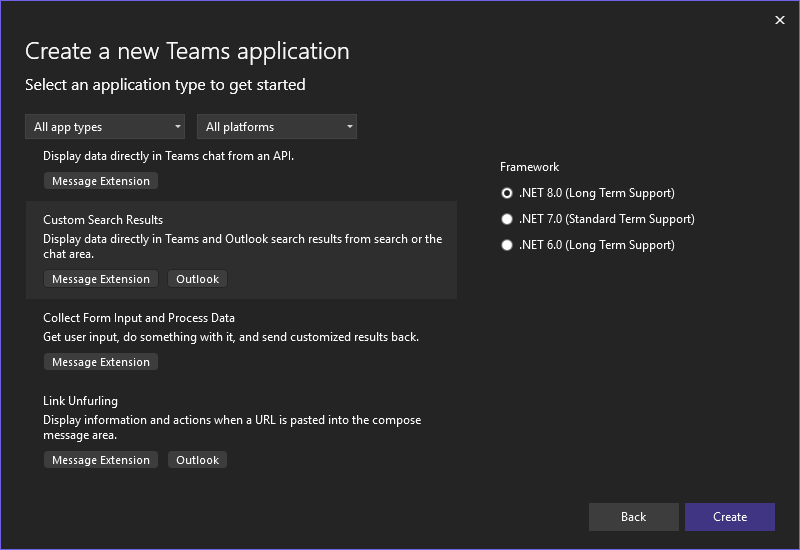 Create a new Teams application
Select an application type to get started
All app types
All platforms
Display data directly in Teams chat from an API.
Message Extension
Custom Search Results
Display data directly in Teams and Outlook search results from search or the
chat area.
Message Extension
Outlook
Collect Form Input and Process Data
Get user input, do something with it, and send customized results back.
Message Extension
Link Unfurling
Display information and actions when a URL is pasted into the compose
message area.
Message Extension
Outlook
Framework
.NET 8.0 (Long Term Support)
.NET 7.0 (Standard Term Support)
.NET 6.0 (Long Term Support)
Back
Create